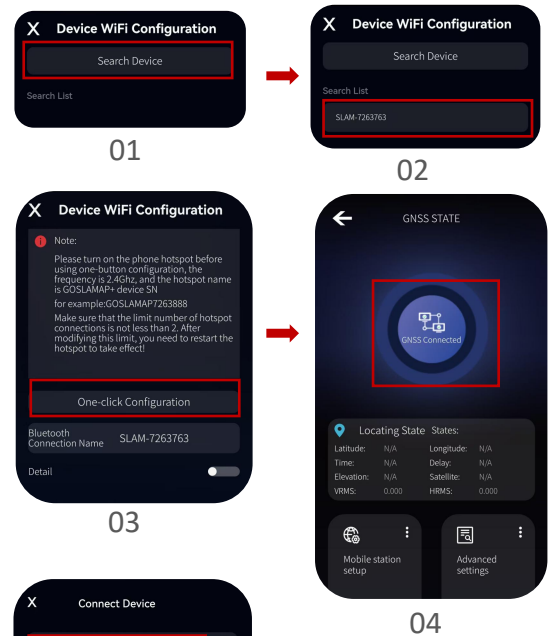 X Device WiFi Configuration
Search Device
Search List
01
X Device WiFi Configuration
Search Device
Search List
SLAM-7263763
02
X Device WiFi Configuration
Note:
Please turn on the phone hotspot before
using one-button configuration, the
frequency is 2.4Ghz, and the hotspot name
is GOSLAMAP+ device SN
for example:GOSLAMAP7263888
Make sure that the limit number of hotspot
connections is not less than 2. After
modifying this limit, you need to restart the
hotspot to take effect!
One-click Configuration
Bluetooth
Connection Name SLAM-7263763
Detail
03
GNSS STATE
GNSS Connected
Locating State States:
Latitude: N/A Longitude: N/A
Time: N/A Delay: N/A
Elevation: N/A Satellite: N/A
VRMS: 0.000 HRMS: 0.000
Mobile station
setup
Advanced
settings
04
X Connect Device